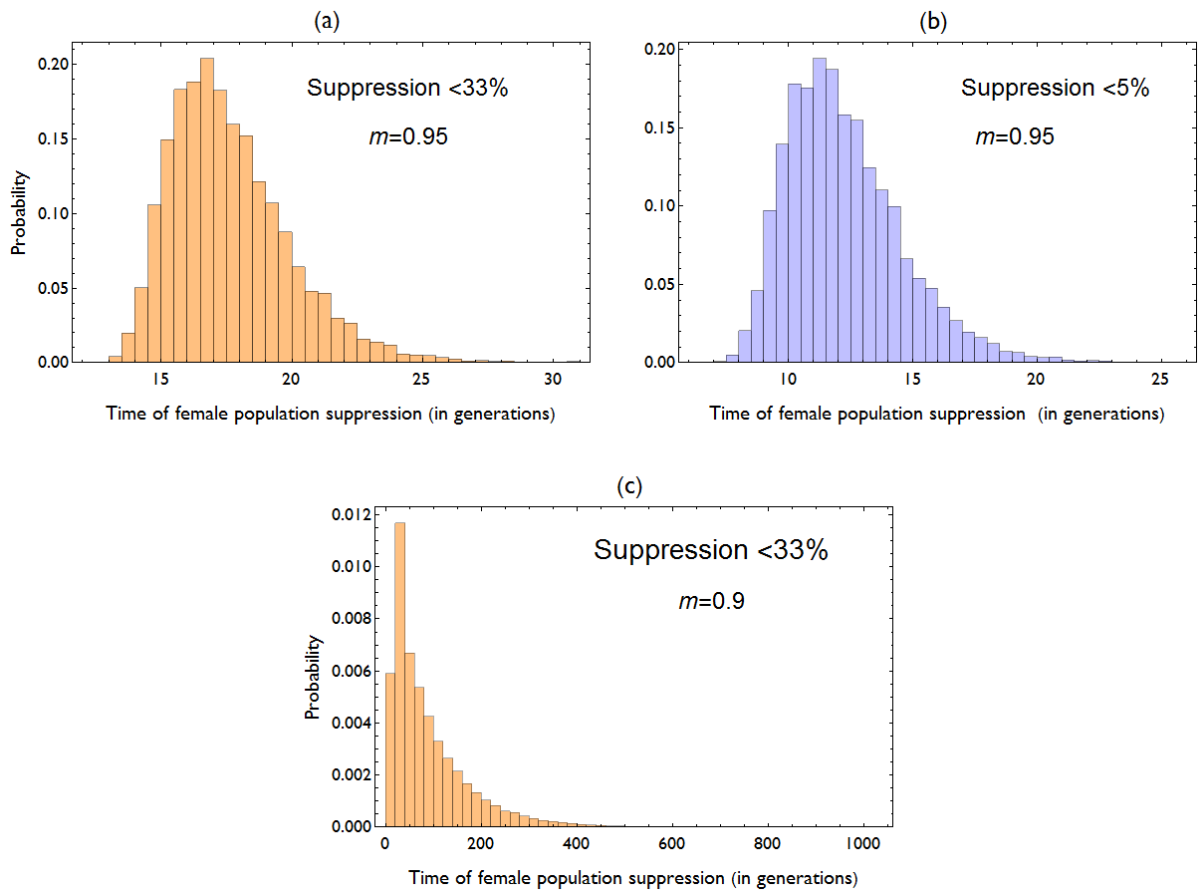 (a)
Suppression <33%
m=0.95
Probability
0.20
0.15
0.10
0.05
0.00
15 20 25 30
Time of female population suppression (in generations)
(b)
Suppression <5%
m=0.95
0.20
0.15
0.10
0.05
0.00
10 15 20 25
Time of female population suppression (in generations)
(c)
Suppression <33%
m=0.9
Probability
0.012
0.010
0.008
0.006
0.004
0.002
0.000
0 200 400 600 800 1000
Time of female population suppression (in generations)